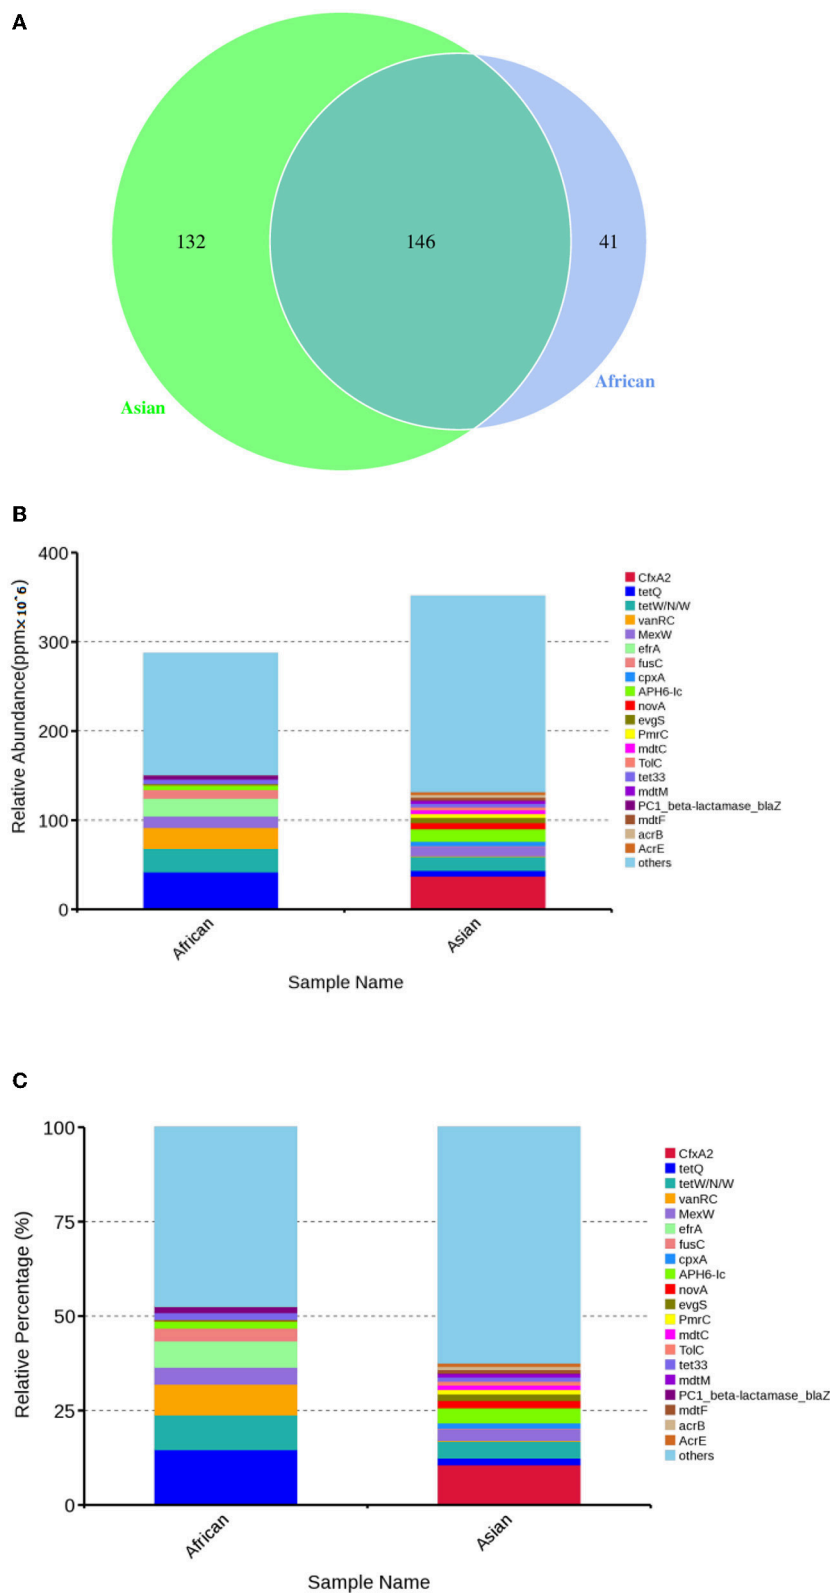 A
132
146
41
African
Asian
B
Relative Abundance(ppm×10^6)
400
300
200
100
0
African
Asian
Sample Name
CfxA2
tetQ
tetW/N/W
vanRC
MexW
efrA
fusC
cpxA
APH6-Ic
novA
evgS
PmrC
mdtC
TolC
tet33
mdtM
PC1_beta-lactamase_blaZ
mdtF
acrB
AcrE
others
C
Relative Percentage (%)
100
75
50
25
0
African
Asian
Sample Name
CfxA2
tetQ
tetW/N/W
vanRC
MexW
efrA
fusC
cpxA
APH6-Ic
novA
evgS
PmrC
mdtC
TolC
tet33
mdtM
PC1_beta-lactamase_blaZ
mdtF
acrB
AcrE
others